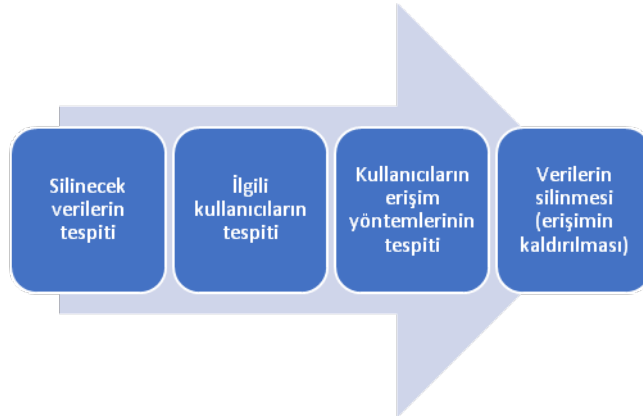 Silinecek
verilerin
tespiti
İlgili
kullanıcıların
tespiti
Kullanıcıların
erişim
yöntemlerinin
tespiti
Verilerin
silinmesi
(erişimin
kaldırılması)